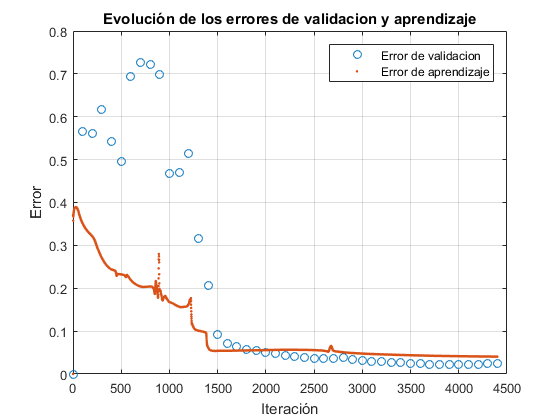 Evolución de los errores de validacion y aprendizaje
Error de validacion
Error de aprendizaje
0.8
0.7
0.6
0.5
0.4
0.3
0.2
0.1
0
Error
0 500 1000 1500 2000 2500 3000 3500 4000 4500
Iteración